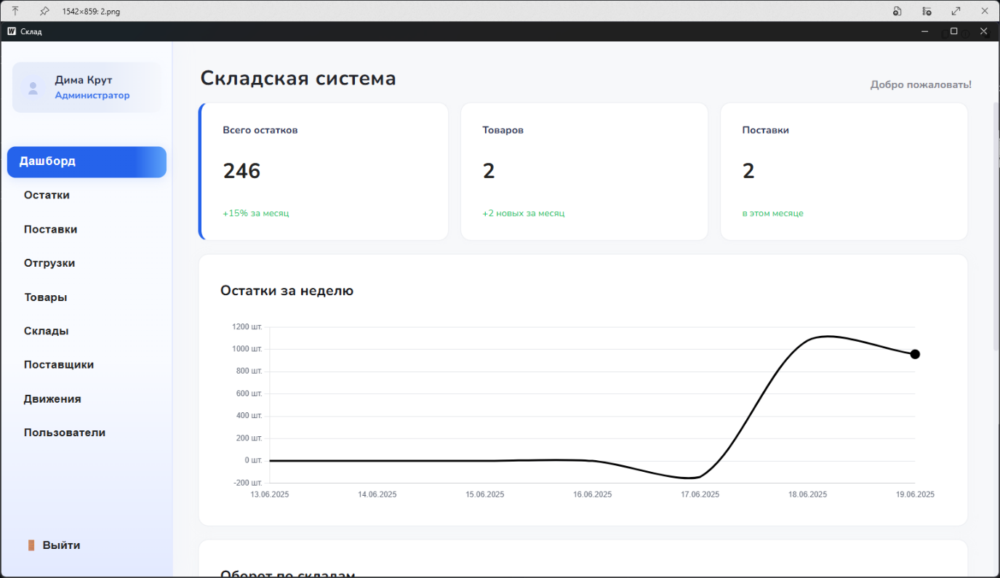 1542×859: 2.png
Склад
Дима Крут
Администратор
Дашборд
Остатки
Поставки
Отгрузки
Товары
Склады
Поставщики
Движения
Пользователи
Выйти
Складская система
Добро пожаловать!
Всего остатков
246
+15% за месяц
Товаров
2
+2 новых за месяц
Поставки
2
в этом месяце
Остатки за неделю
1200 шт.
1000 шт.
800 шт.
600 шт.
400 шт.
200 шт.
0 шт.
-200 шт.
13.06.2025 14.06.2025 15.06.2025 16.06.2025 17.06.2025 18.06.2025 19.06.2025
Оборот по складам